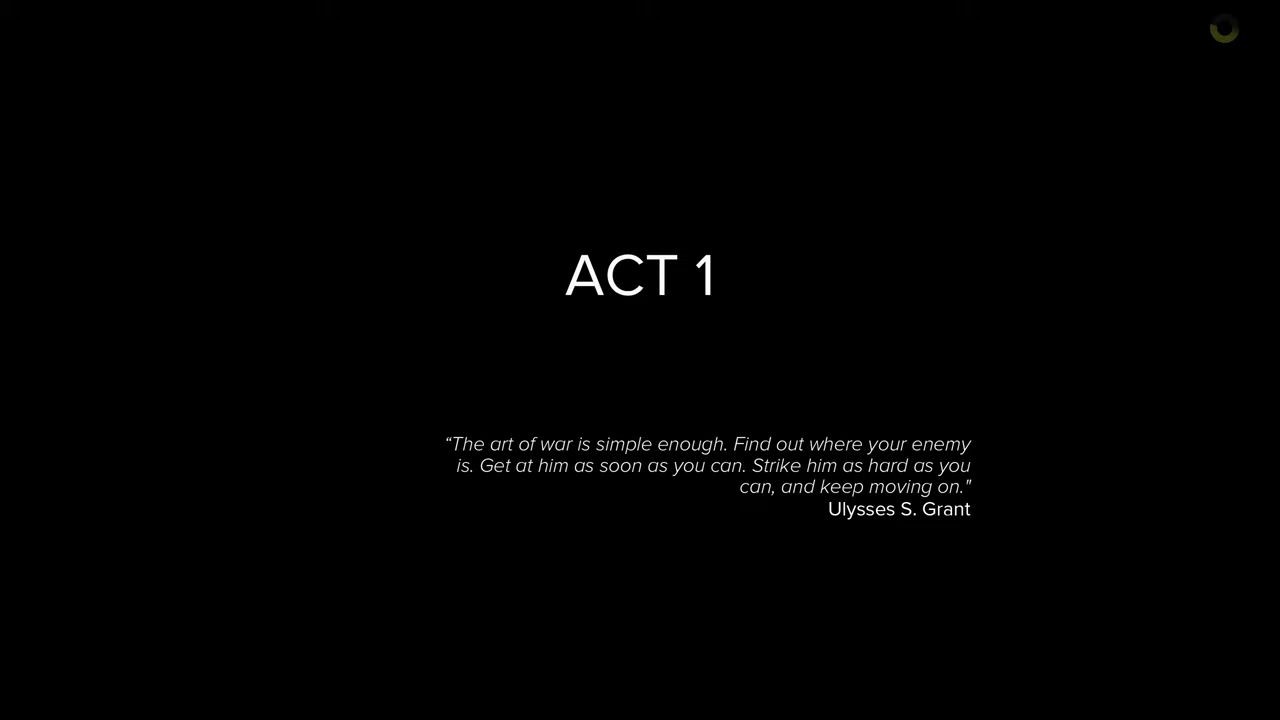 ACT 1
“The art of war is simple enough. Find out where your enemy
is. Get at him as soon as you can. Strike him as hard as you
can, and keep moving on."
Ulysses S. Grant